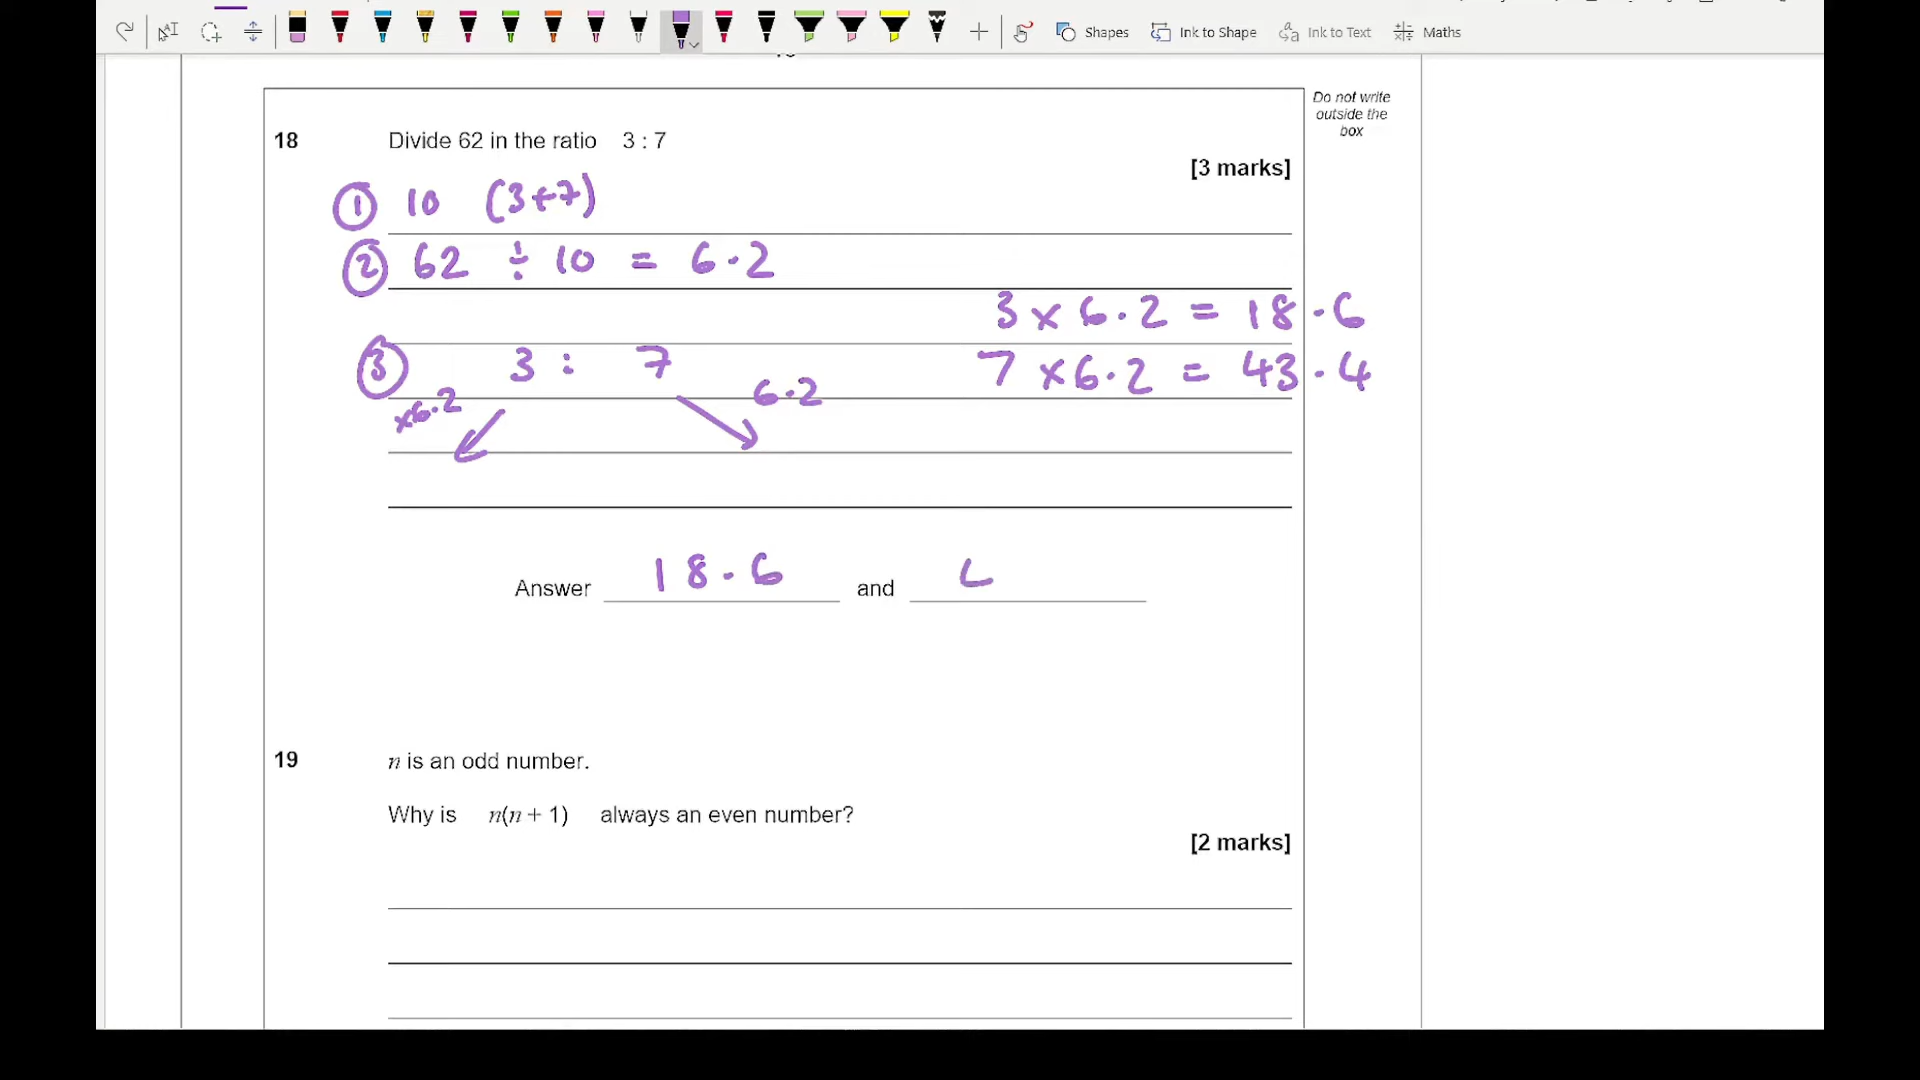 Shapes Ink to Shape Ink to Text Maths
Do not write
outside the
box
18 Divide 62 in the ratio 3 : 7
[3 marks]
① 10 (3+7)
② 62 ÷ 10 = 6.2
3 × 6.2 = 18.6
③ 3 : 7
7 × 6.2 = 43.4
×6.2 6.2
Answer 18.6 and
19 n is an odd number.
Why is n(n + 1) always an even number?
[2 marks]